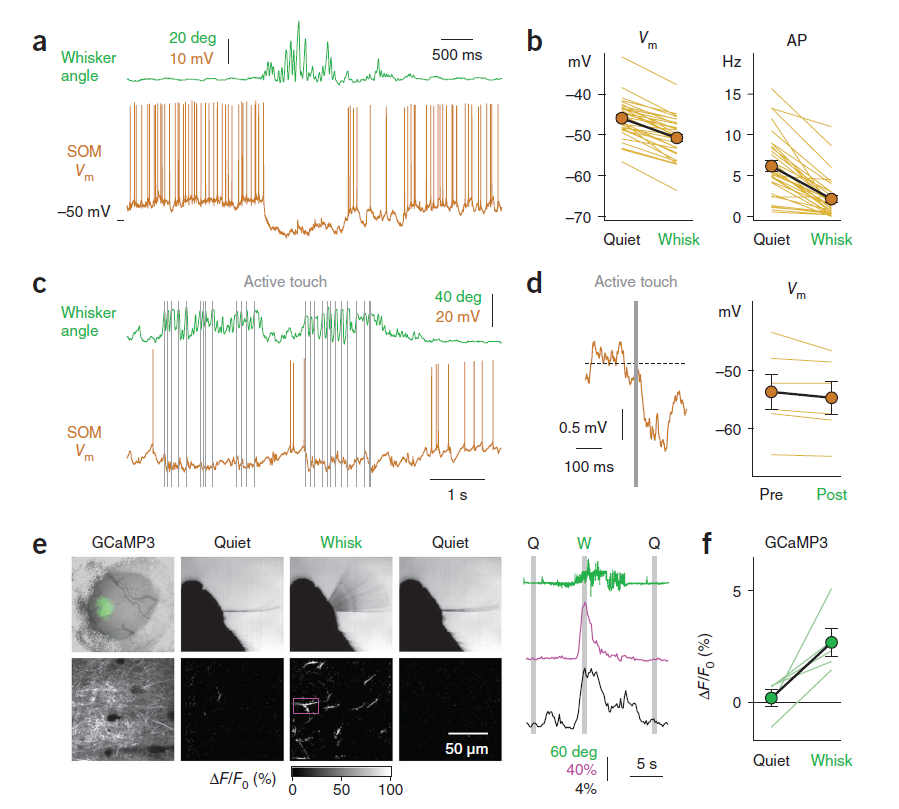 a
Whisker
angle
20 deg
10 mV
500 ms
SOM
Vm
–50 mV
b
Vm
mV
–40
–50
–60
–70
Quiet Whisk
AP
Hz
15
10
5
0
Quiet Whisk
c
Active touch
Whisker
angle
40 deg
20 mV
SOM
Vm
1 s
d
Active touch
0.5 mV
100 ms
Vm
mV
–50
–60
Pre Post
e
GCaMP3 Quiet Whisk Quiet
50 µm
ΔF/F0 (%)
0 50 100
Q W Q
60 deg
40%
4%
5 s
f
GCaMP3
ΔF/F0 (%)
5
0
Quiet Whisk